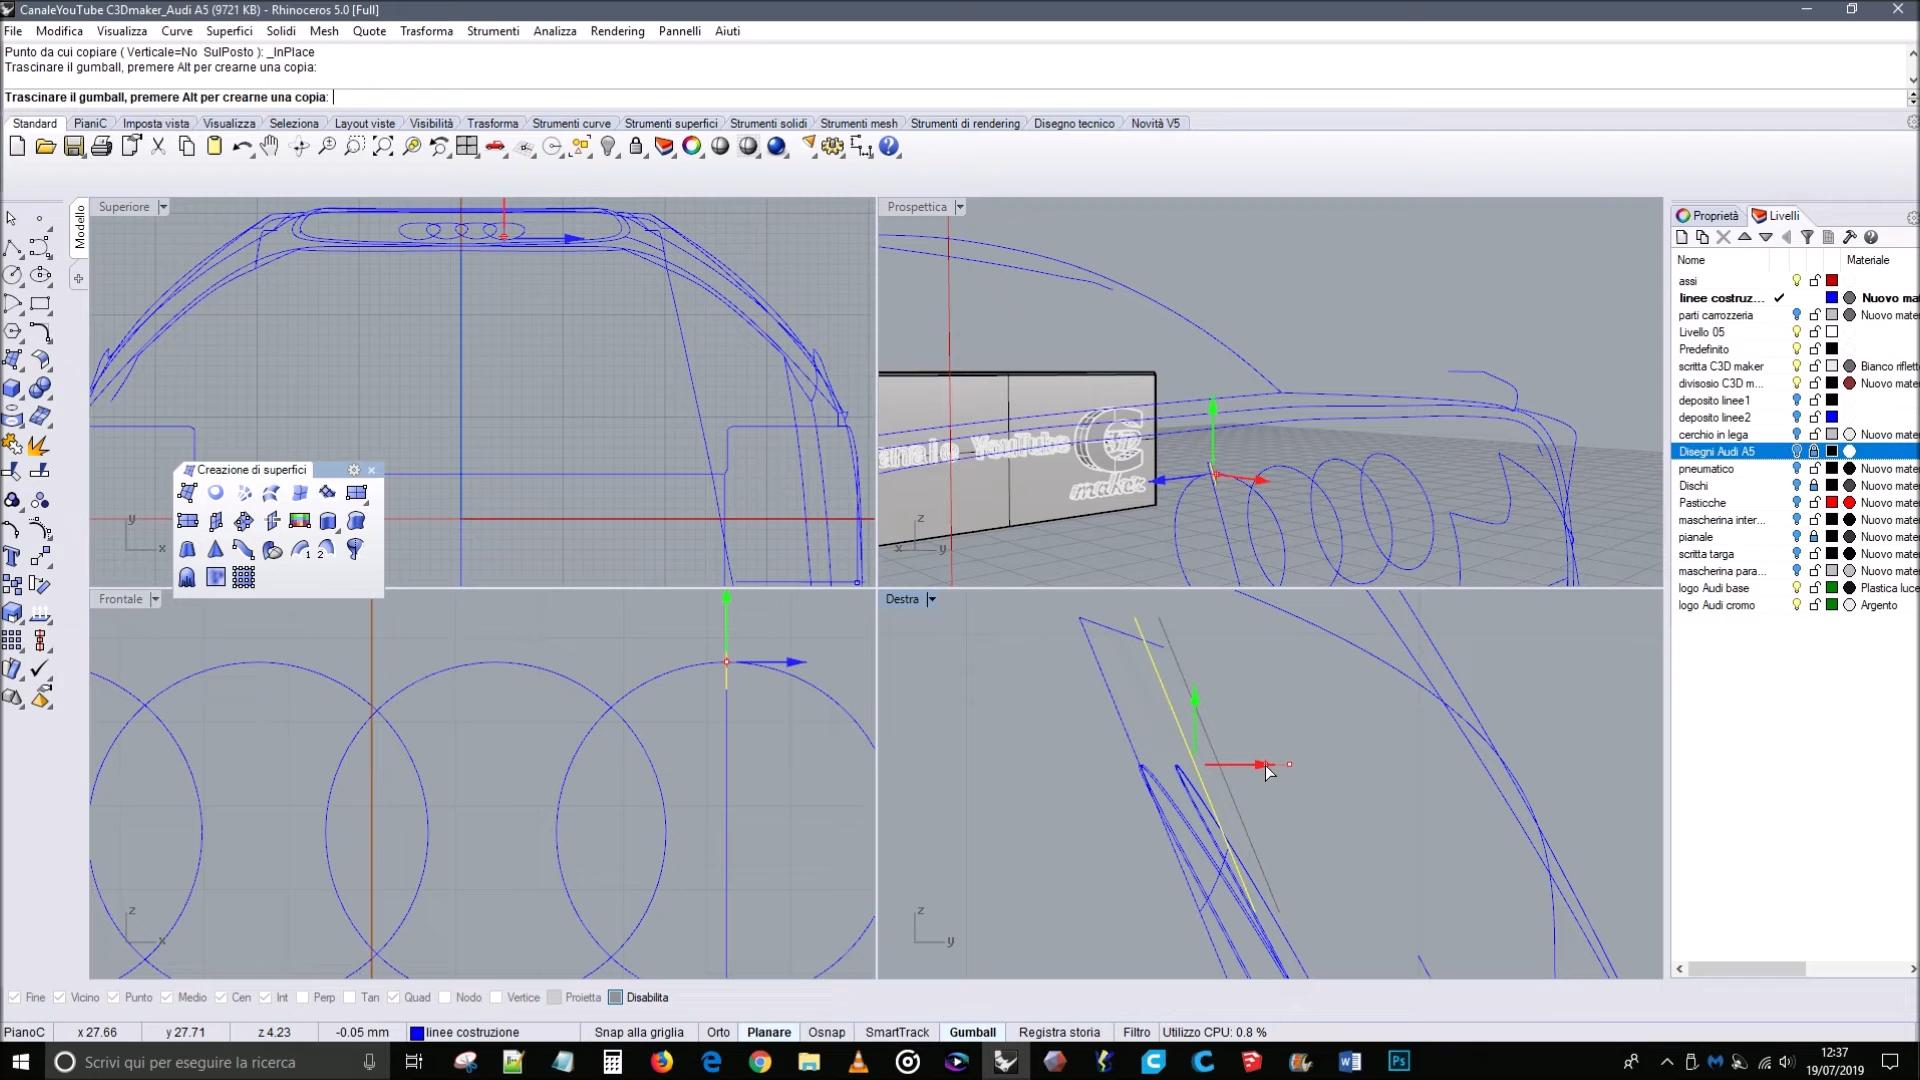 CanaleYouTube C3Dmaker_Audi A5 (9721 KB) - Rhinoceros 5.0 [Full]
File Modifica Visualizza Curve Superfici Solidi Mesh Quote Trasforma Strumenti Analizza Rendering Pannelli Aiuti
Punto da cui copiare ( Verticale=No SulPosto ): _InPlace
Trascinare il gumball, premere Alt per crearne una copia:
Trascinare il gumball, premere Alt per crearne una copia:
Standard PianiC Imposta vista Visualizza Seleziona Layout viste Visibilità Trasforma Strumenti curve Strumenti superfici Strumenti solidi Strumenti mesh Strumenti di rendering Disegno tecnico Novità V5
Modello
Superiore
Prospettica
Proprietà Livelli
Nome Materiale
assi
linee costruz... Nuovo ma
parti carrozzeria Nuovo mate
Livello 05
Predefinito
scritta C3D maker Bianco riflett
divisosio C3D m... Nuovo mate
deposito linee1
deposito linee2
cerchio in lega Nuovo mate
Disegni Audi A5
pneumatico Nuovo mate
Dischi Nuovo mate
Pasticche Nuovo mate
mascherina inter... Nuovo mate
pianale Nuovo mate
scritta targa Nuovo mate
mascherina para... Nuovo mate
logo Audi base Plastica luce
logo Audi cromo Argento
Creazione di superfici
1 2
y x
YouTube
3D
maker
z x y
Frontale
Destra
z x
z y
Fine Vicino Punto Medio Cen Int Perp Tan Quad Nodo Vertice Proietta Disabilita
PianoC x 27.66 y 27.71 z 4.23 -0.05 mm linee costruzione Snap alla griglia Orto Planare Osnap SmartTrack Gumball Registra storia Filtro Utilizzo CPU: 0.8 %
Scrivi qui per eseguire la ricerca
12:37
19/07/2019